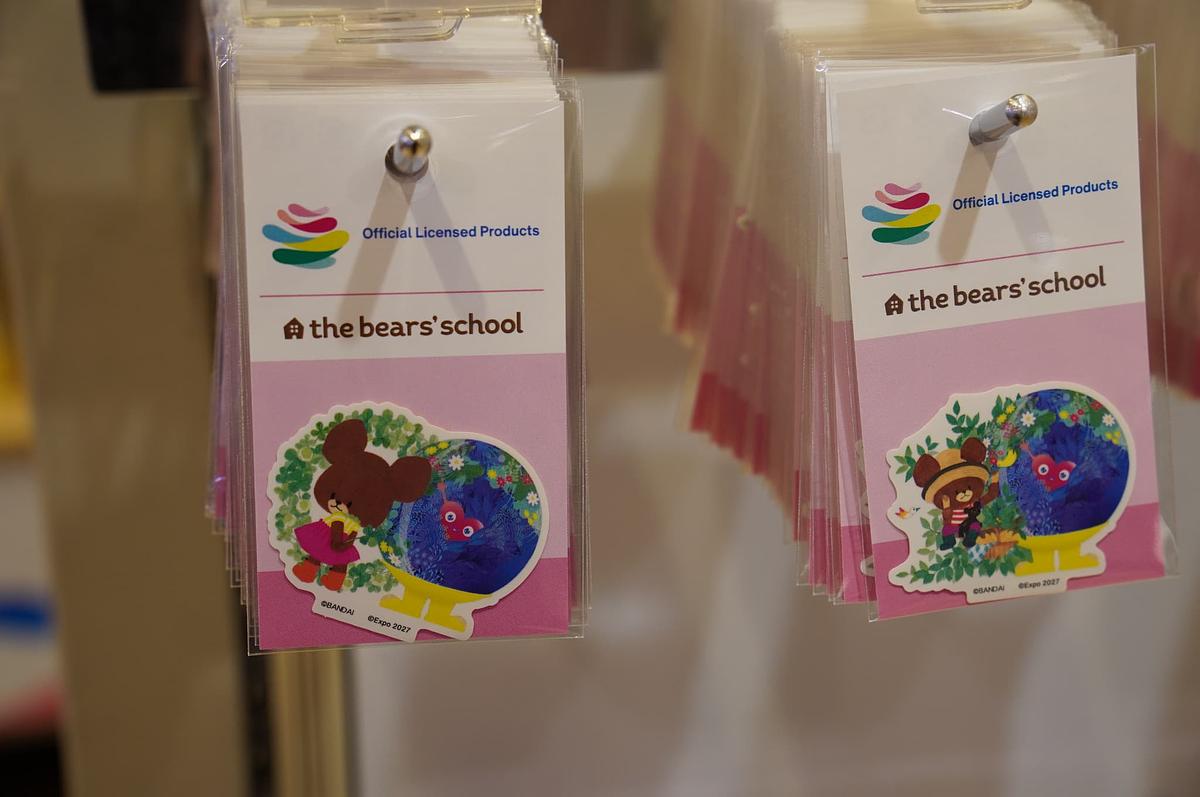 Official Licensed Products
the bears'school
©BANDAI
©Expo 2027
Official Licensed Products
the bears'school
©BANDAI
©Expo 2027